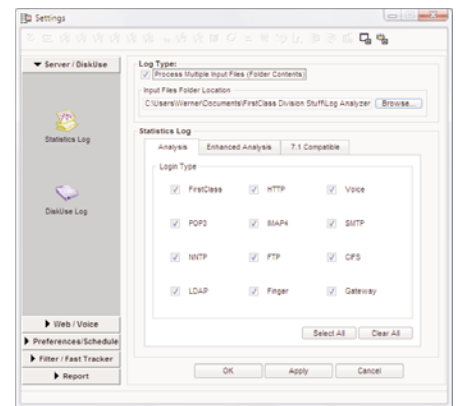 Settings
Server / DiskUse
Statistics Log
DiskUse Log
Web / Voice
Preferences/Schedule
Filter / Fast Tracker
Report
Log Type:
Process Multiple Input Files (Folder Contents)
Input Files Folder Location
C:\Users\Werner\Documents\FirstClass Division Stuff\Log Analyzer Browse...
Statistics Log
Analysis Enhanced Analysis 7.1 Compatible
Login Type
FirstClass HTTP Voice
POP3 IMAP4 SMTP
NNTP FTP CIFS
LDAP Finger Gateway
Select All Clear All
OK Apply Cancel